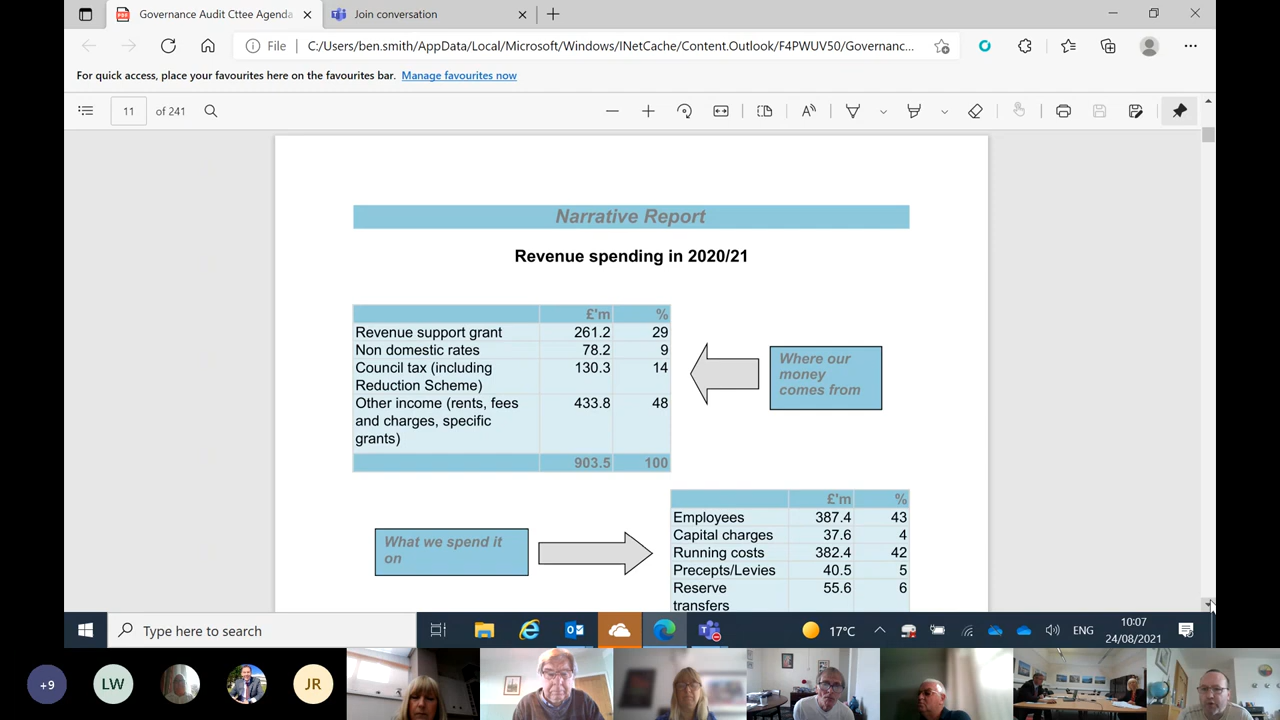 Governance Audit Cttee Agenda
Join conversation
File
C:/Users/ben.smith/AppData/Local/Microsoft/Windows/INetCache/Content.Outlook/F4PWUV50/Governanc...
For quick access, place your favourites here on the favourites bar. Manage favourites now
11 of 241
Narrative Report
Revenue spending in 2020/21
£'m %
Revenue support grant 261.2 29
Non domestic rates 78.2 9
Council tax (including 130.3 14
Reduction Scheme)
Other income (rents, fees 433.8 48
and charges, specific
grants)
903.5 100
Where our
money
comes from
What we spend it
on
£'m %
Employees 387.4 43
Capital charges 37.6 4
Running costs 382.4 42
Precepts/Levies 40.5 5
Reserve 55.6 6
transfers
Type here to search
17°C
ENG
10:07
24/08/2021
+9
LW
JR